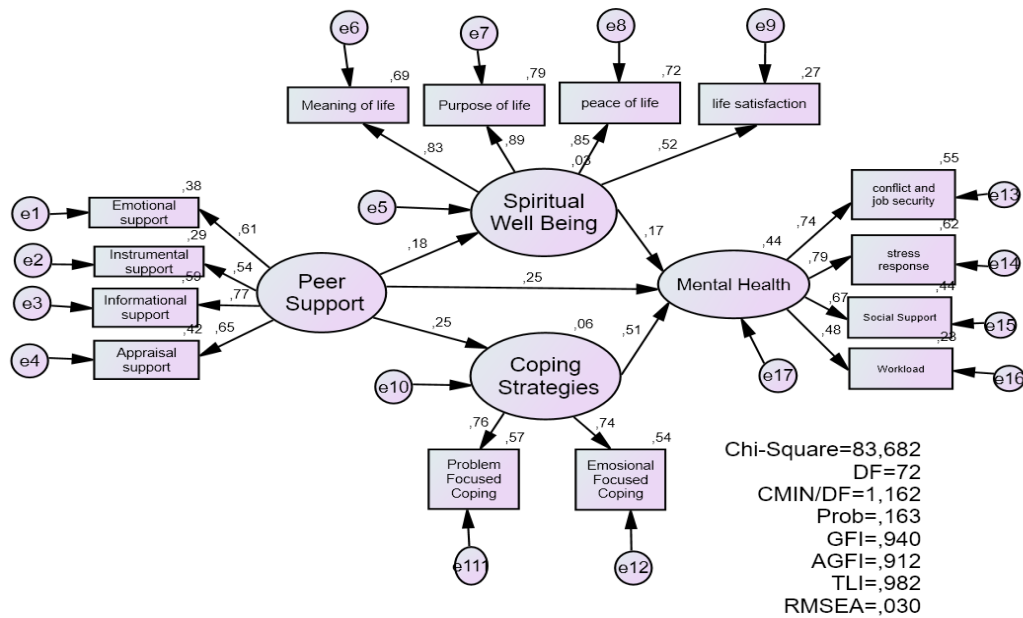 e6
e7
e8
e9
,69
,79
,72
,27
Meaning of life
Purpose of life
peace of life
life satisfaction
,83
,89
,85
,03
,52
,55
,38
e1
Emotional
support
e5
Spiritual
Well Being
conflict and
job security
e13
,61
,29
,74
,62
e2
Instrumental
support
,54
,18
,17
,44
,79
stress
response
e14
,59
Peer
Support
,25
Mental Health
,44
e3
Informational
support
,77
,67
Social Support
e15
,42
,65
,25
,06
,51
,48
,23
e4
Appraisal
support
Coping
Strategies
Workload
e16
e10
e17
,76
,57
,74
,54
Problem
Focused
Coping
Emosional
Focused
Coping
e111
e12
Chi-Square=83,682
DF=72
CMIN/DF=1,162
Prob=,163
GFI=,940
AGFI=,912
TLI=,982
RMSEA=,030